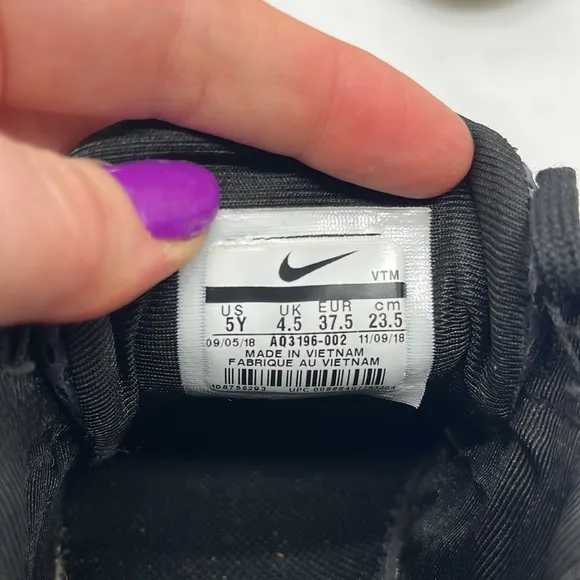 VTM
US UK EUR cm
5Y 4.5 37.5 23.5
09/05/18 AQ3196-002 11/09/18
MADE IN VIETNAM
FABRIQUE AU VIETNAM
UPC